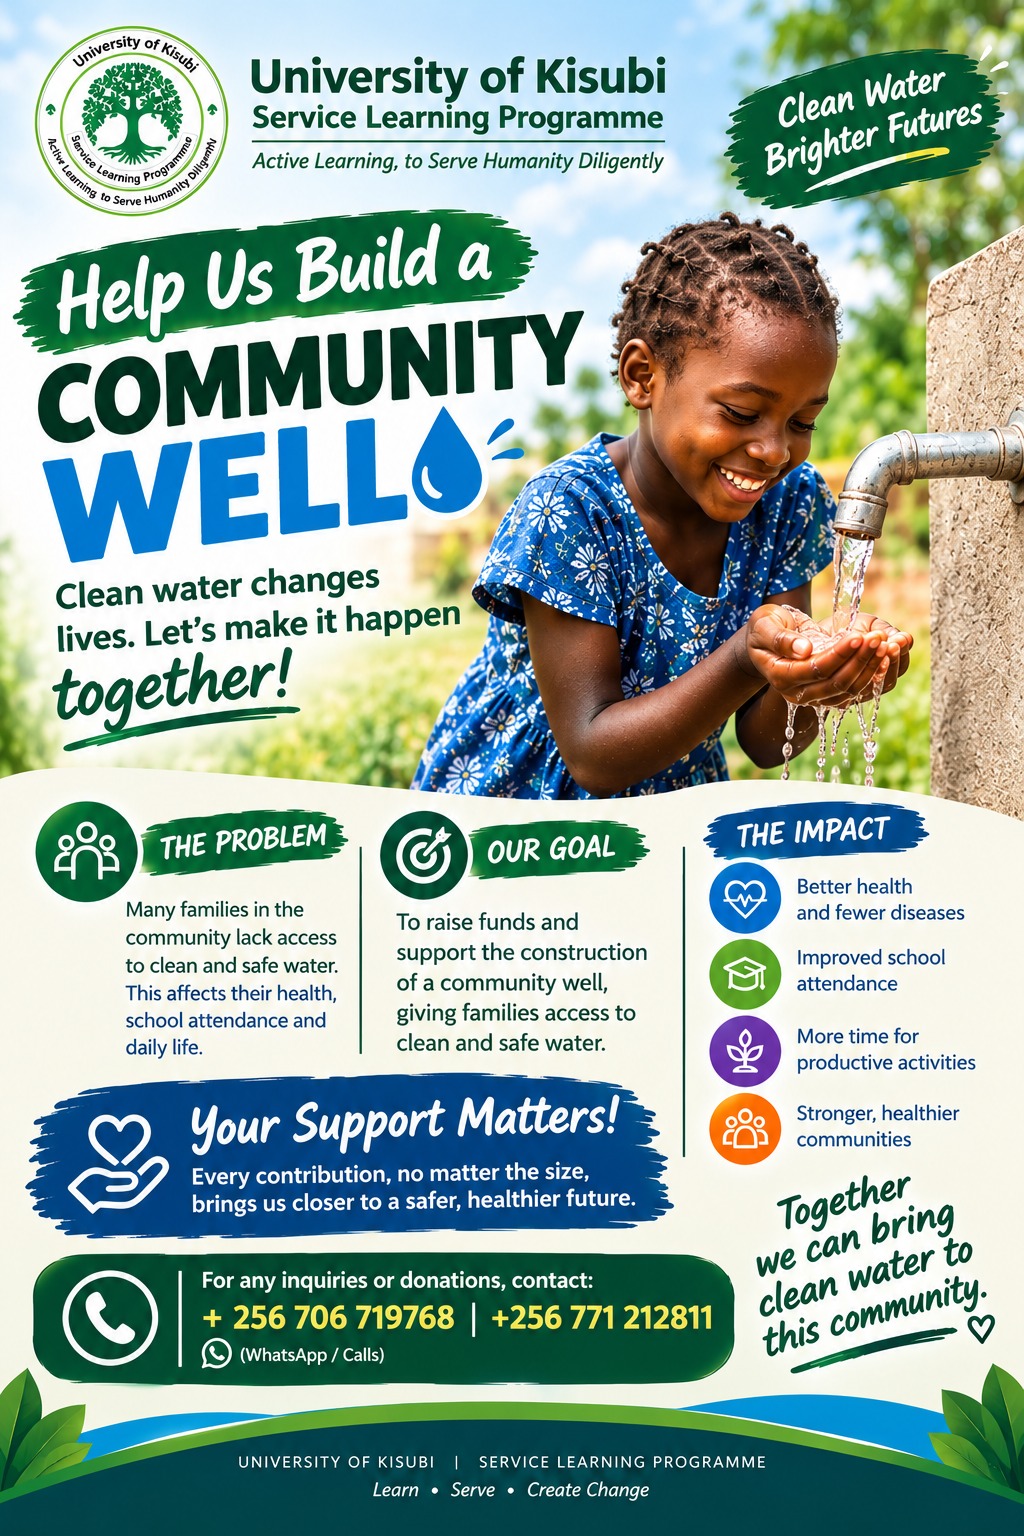 University of Kisubi
Service Learning Programme
Active Learning, to Serve Humanity Diligently
University of Kisubi
Service Learning Programme
Active Learning, to Serve Humanity Diligently
Clean Water
Brighter Futures
Help Us Build a
COMMUNITY
WELL
Clean water changes
lives. Let's make it happen
together!
THE PROBLEM
Many families in the
community lack access
to clean and safe water.
This affects their health,
school attendance and
daily life.
OUR GOAL
To raise funds and
support the construction
of a community well,
giving families access to
clean and safe water.
THE IMPACT
Better health
and fewer diseases
Improved school
attendance
More time for
productive activities
Stronger, healthier
communities
Your Support Matters!
Every contribution, no matter the size,
brings us closer to a safer, healthier future.
Together
we can bring
clean water to
this community.
For any inquiries or donations, contact:
+ 256 706 719768 | +256 771 212811
(WhatsApp / Calls)
UNIVERSITY OF KISUBI | SERVICE LEARNING PROGRAMME
Learn • Serve • Create Change